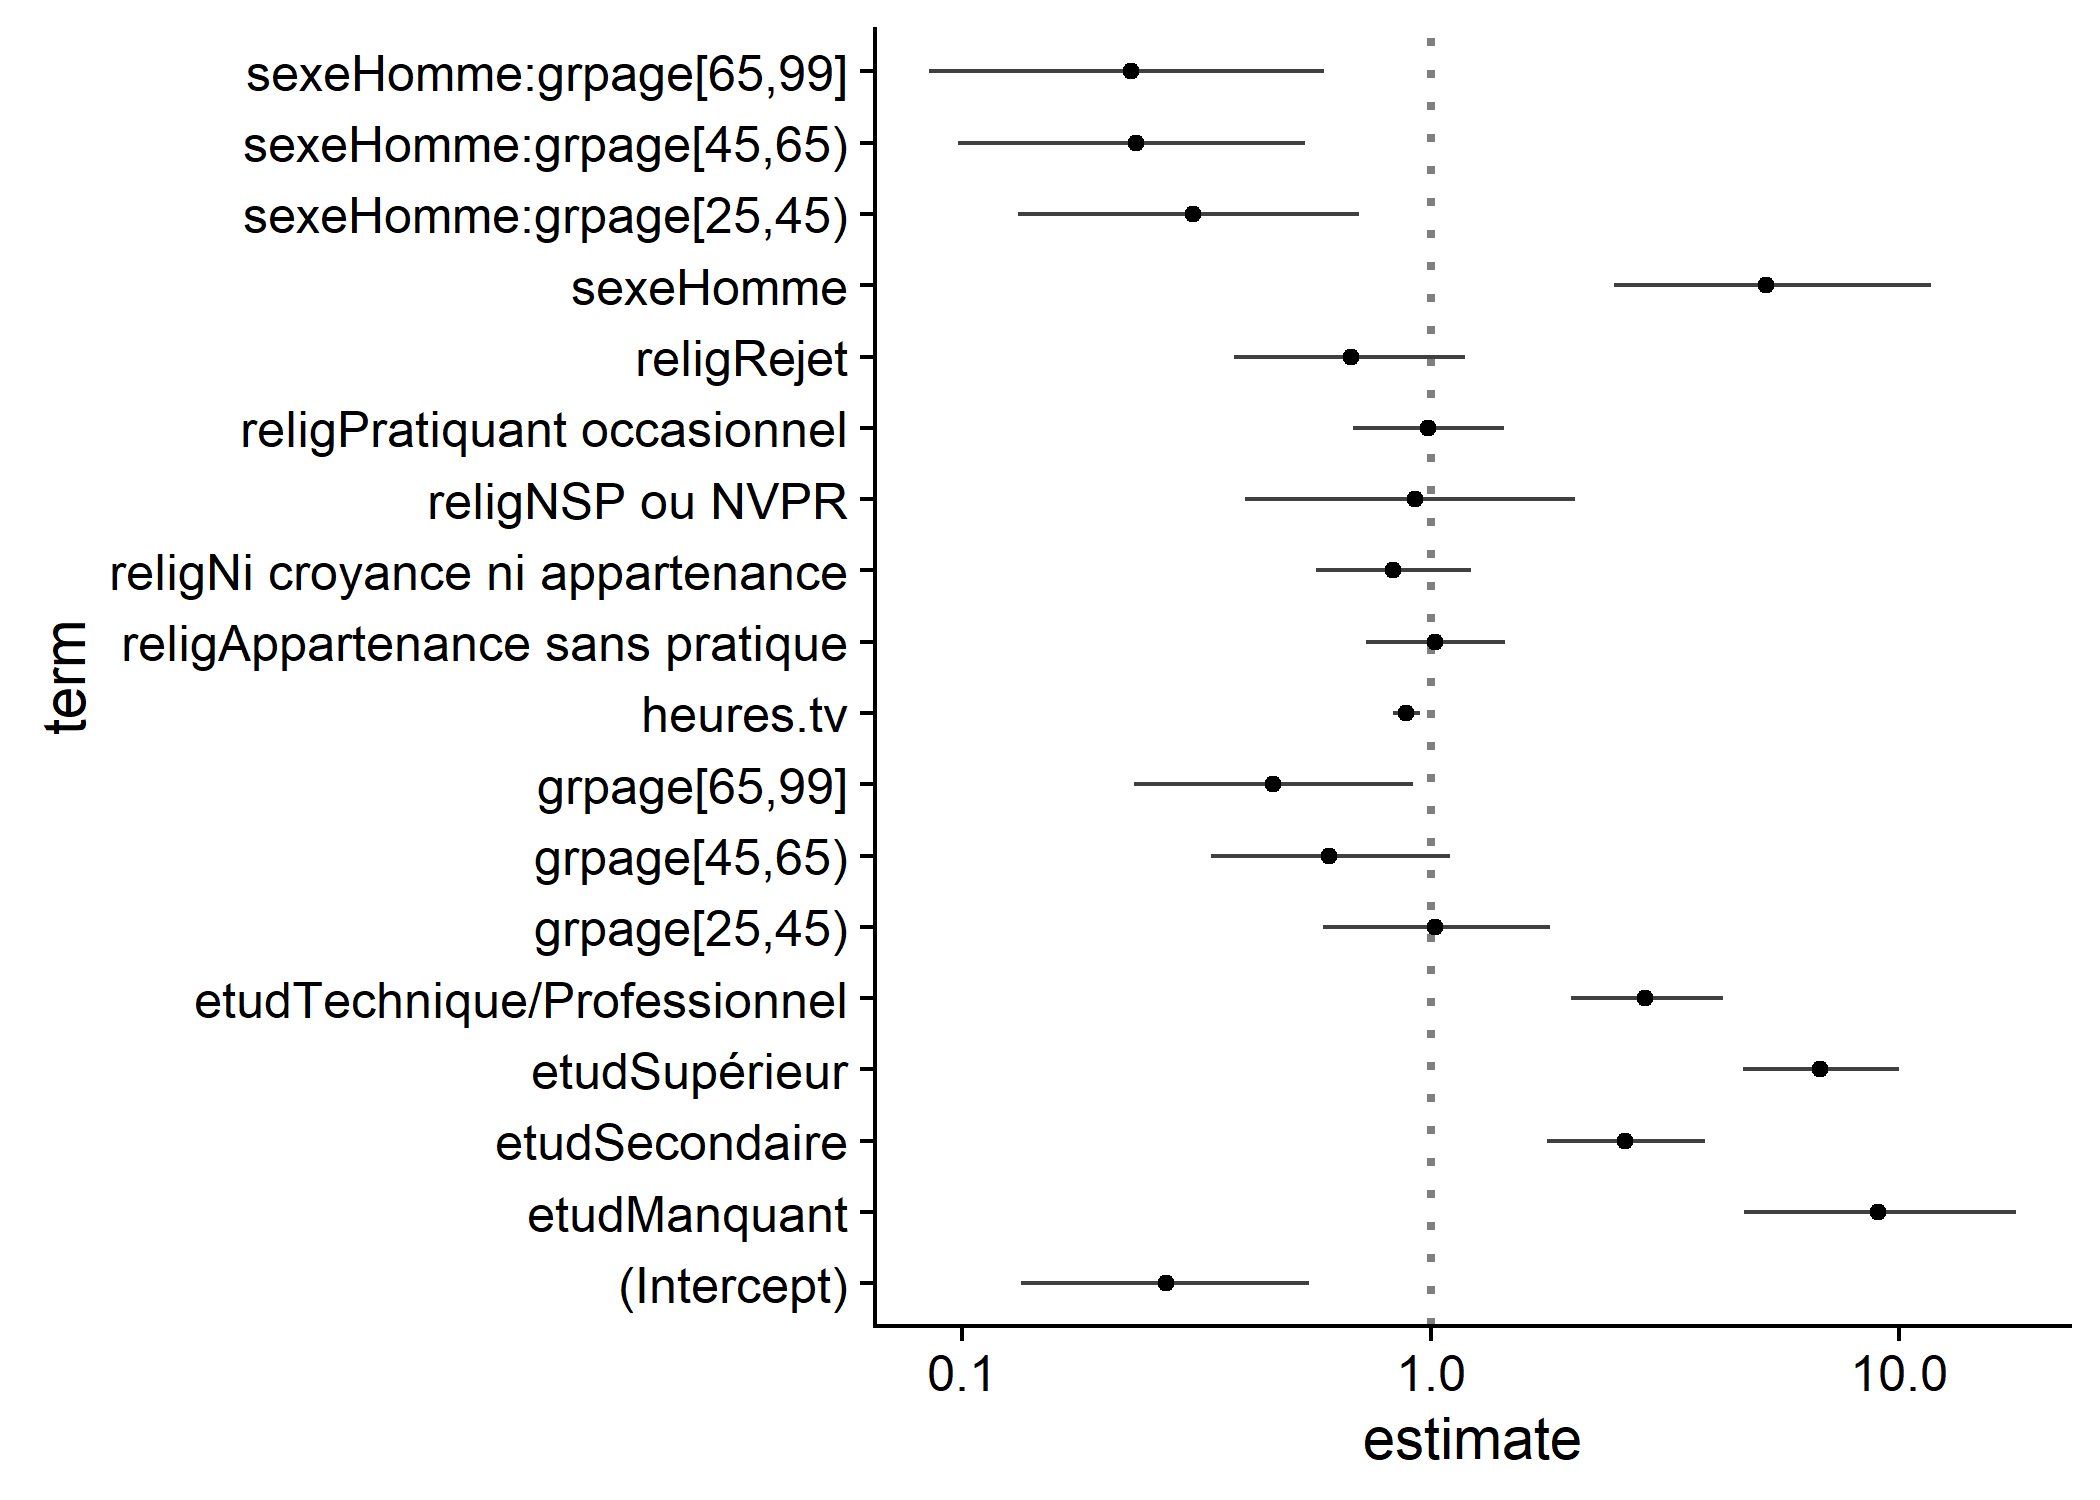 sexeHomme:grpage[65,99]
sexeHomme:grpage[45,65)
sexeHomme:grpage[25,45)
sexeHomme
religRejet
religPratiquant occasionnel
religNSP ou NVPR
religNi croyance ni appartenance
religAppartenance sans pratique
heures.tv
grpage[65,99]
grpage[45,65)
grpage[25,45)
etudTechnique/Professionnel
etudSupérieur
etudSecondaire
etudManquant
(Intercept)
term
0.1 1.0 10.0
estimate